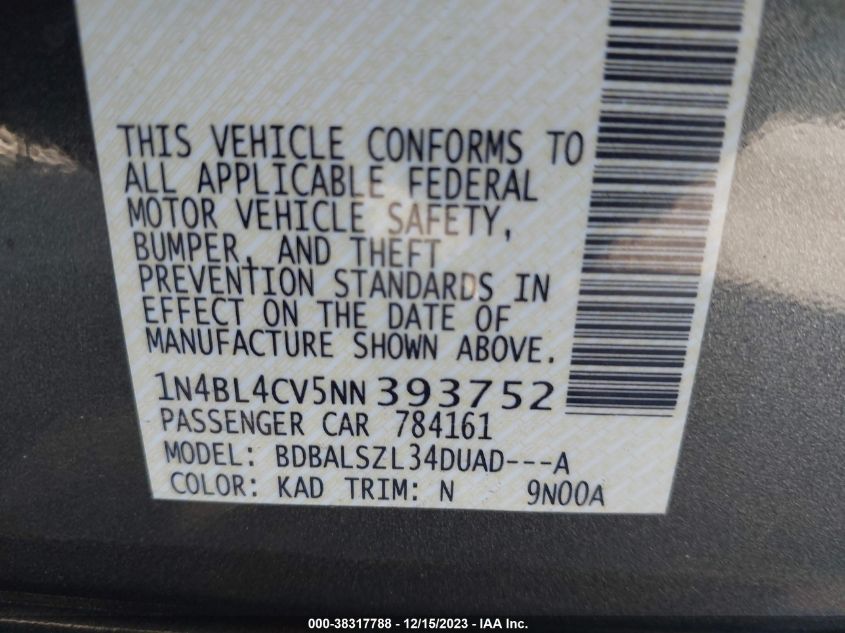 THIS VEHICLE CONFORMS TO
ALL APPLICABLE FEDERAL
MOTOR VEHICLE SAFETY,
BUMPER, AND THEFT
PREVENTION STANDARDS IN
EFFECT ON THE DATE OF
MANUFACTURE SHOWN ABOVE.
1N4BL4CV5NN393752
PASSENGER CAR 784161
MODEL: BDBALSZL34DUAD---A
COLOR: KAD TRIM: N 9N00A
000-38317788 - 12/15/2023 - IAA Inc.